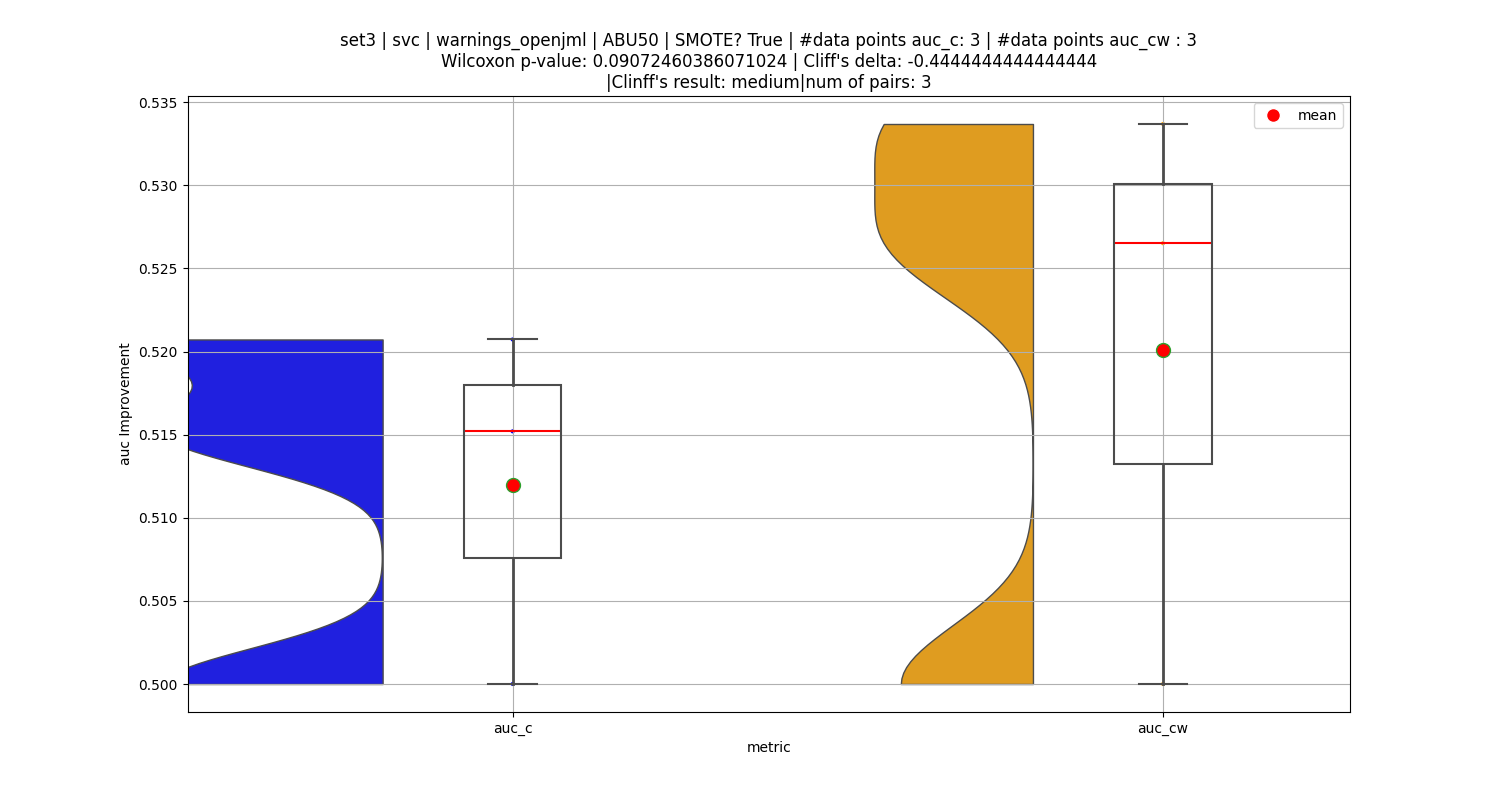 set3 | svc | warnings_openjml | ABU50 | SMOTE? True | #data points auc_c: 3 | #data points auc_cw : 3
Wilcoxon p-value: 0.09072460386071024 | Cliff's delta: -0.4444444444444444
|Clinff's result: medium|num of pairs: 3
0.535
mean
0.530
0.525
0.520
0.515
0.510
0.505
0.500
auc Improvement
auc_c
auc_cw
metric